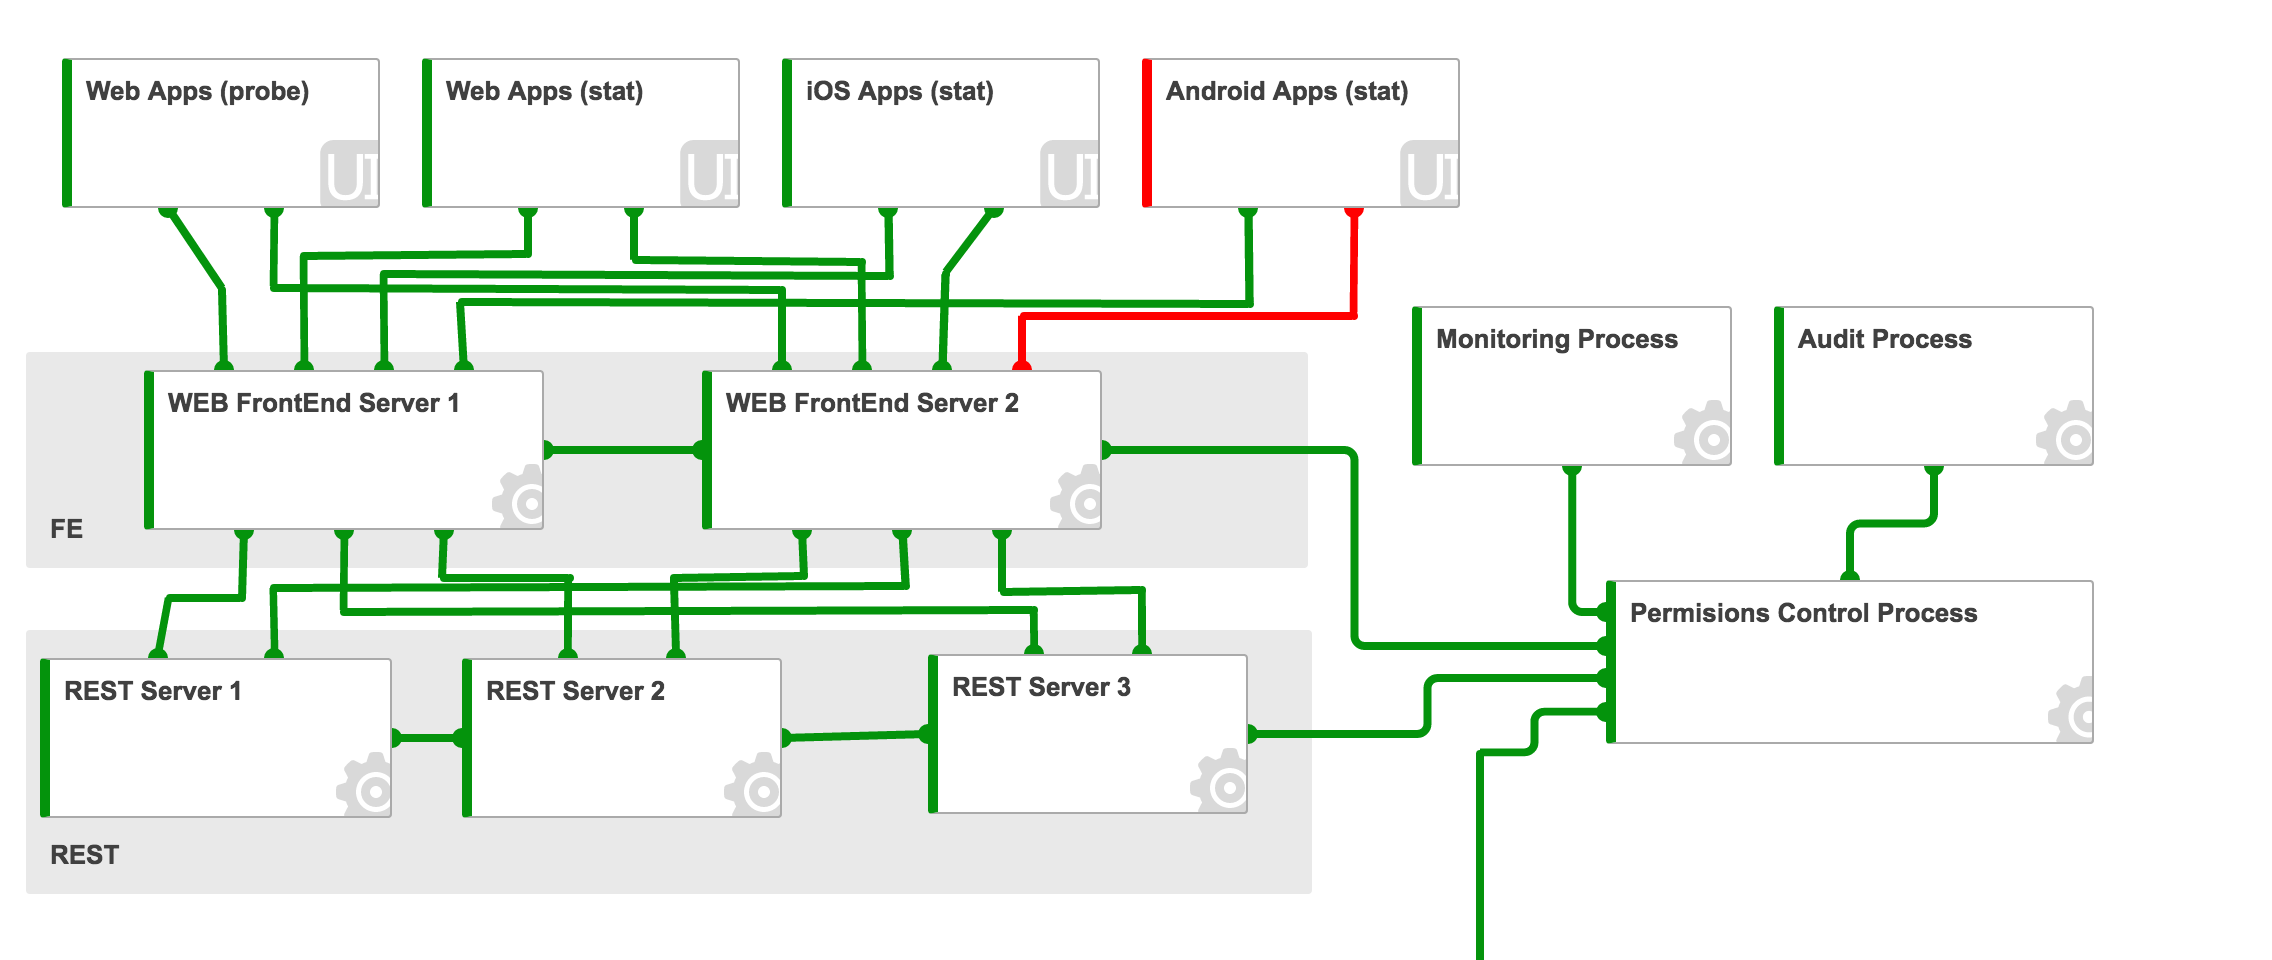 Web Apps (probe)
Web Apps (stat)
iOS Apps (stat)
Android Apps (stat)
UI
UI
UI
UI
Monitoring Process
Audit Process
WEB FrontEnd Server 1
WEB FrontEnd Server 2
FE
Permisions Control Process
REST Server 1
REST Server 2
REST Server 3
REST